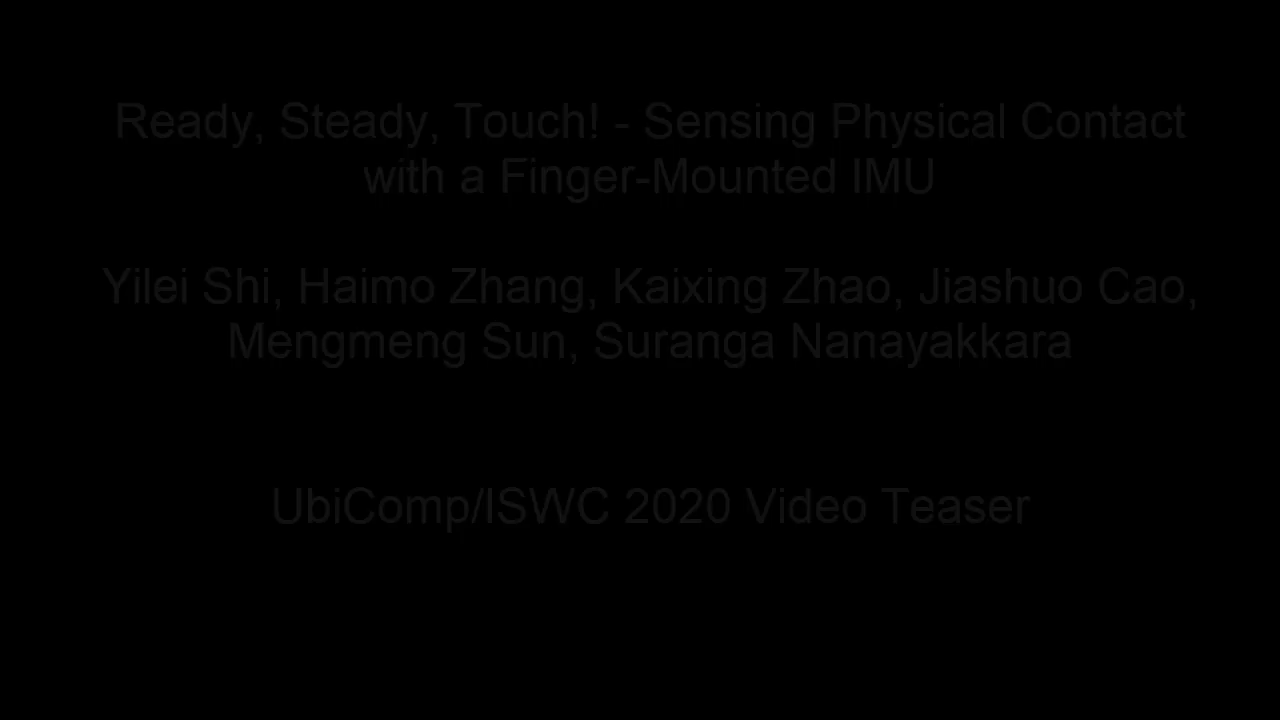 Ready, Steady, Touch! - Sensing Physical Contact
with a Finger-Mounted IMU
Yilei Shi, Haimo Zhang, Kaixing Zhao, Jiashuo Cao,
Mengmeng Sun, Suranga Nanayakkara
UbiComp/ISWC 2020 Video Teaser